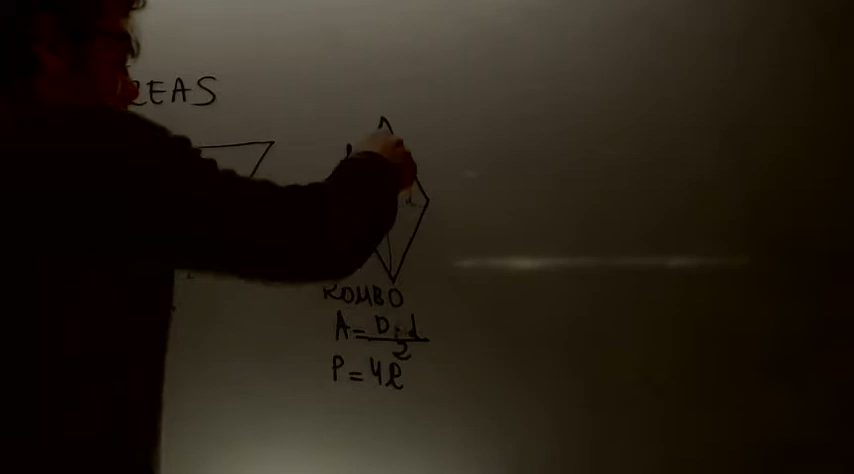 REAS
d
ROMBO
A = D·d
2
P = 4l